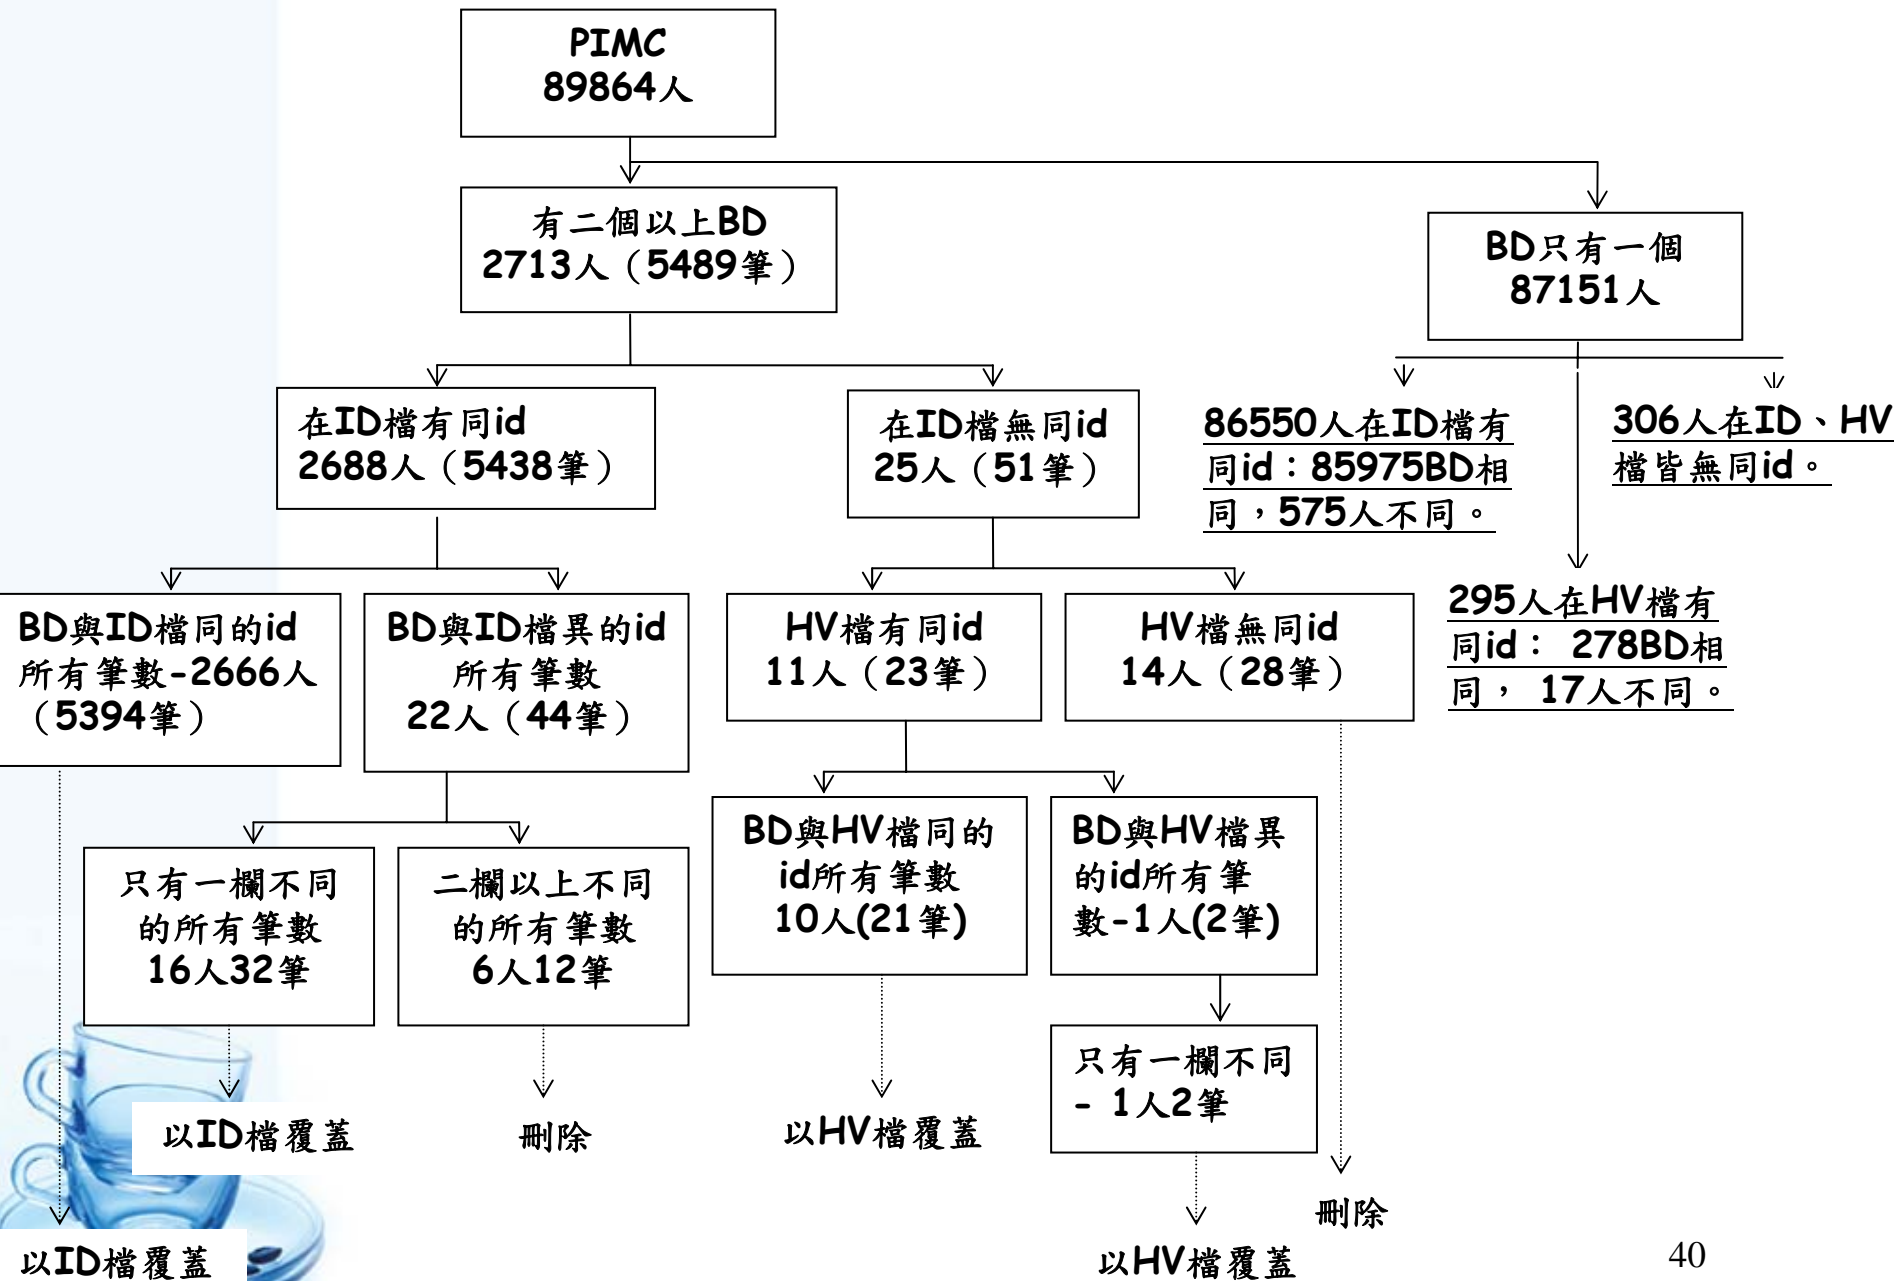 PIMC
89864人
有二個以上BD
2713人（5489筆）
BD只有一個
87151人
在ID檔有同id
2688人（5438筆）
在ID檔無同id
25人（51筆）
86550人在ID檔有
同id：85975BD相
同，575人不同。
306人在ID、HV
檔皆無同id。
295人在HV檔有
同id： 278BD相
同， 17人不同。
BD與ID檔同的id
所有筆數-2666人
（5394筆）
BD與ID檔異的id
所有筆數
22人（44筆）
HV檔有同id
11人（23筆）
HV檔無同id
14人（28筆）
只有一欄不同
的所有筆數
16人32筆
二欄以上不同
的所有筆數
6人12筆
BD與HV檔同的
id所有筆數
10人(21筆)
BD與HV檔異
的id所有筆
數-1人(2筆)
只有一欄不同
- 1人2筆
以ID檔覆蓋
刪除
以HV檔覆蓋
刪除
以ID檔覆蓋
以HV檔覆蓋
40